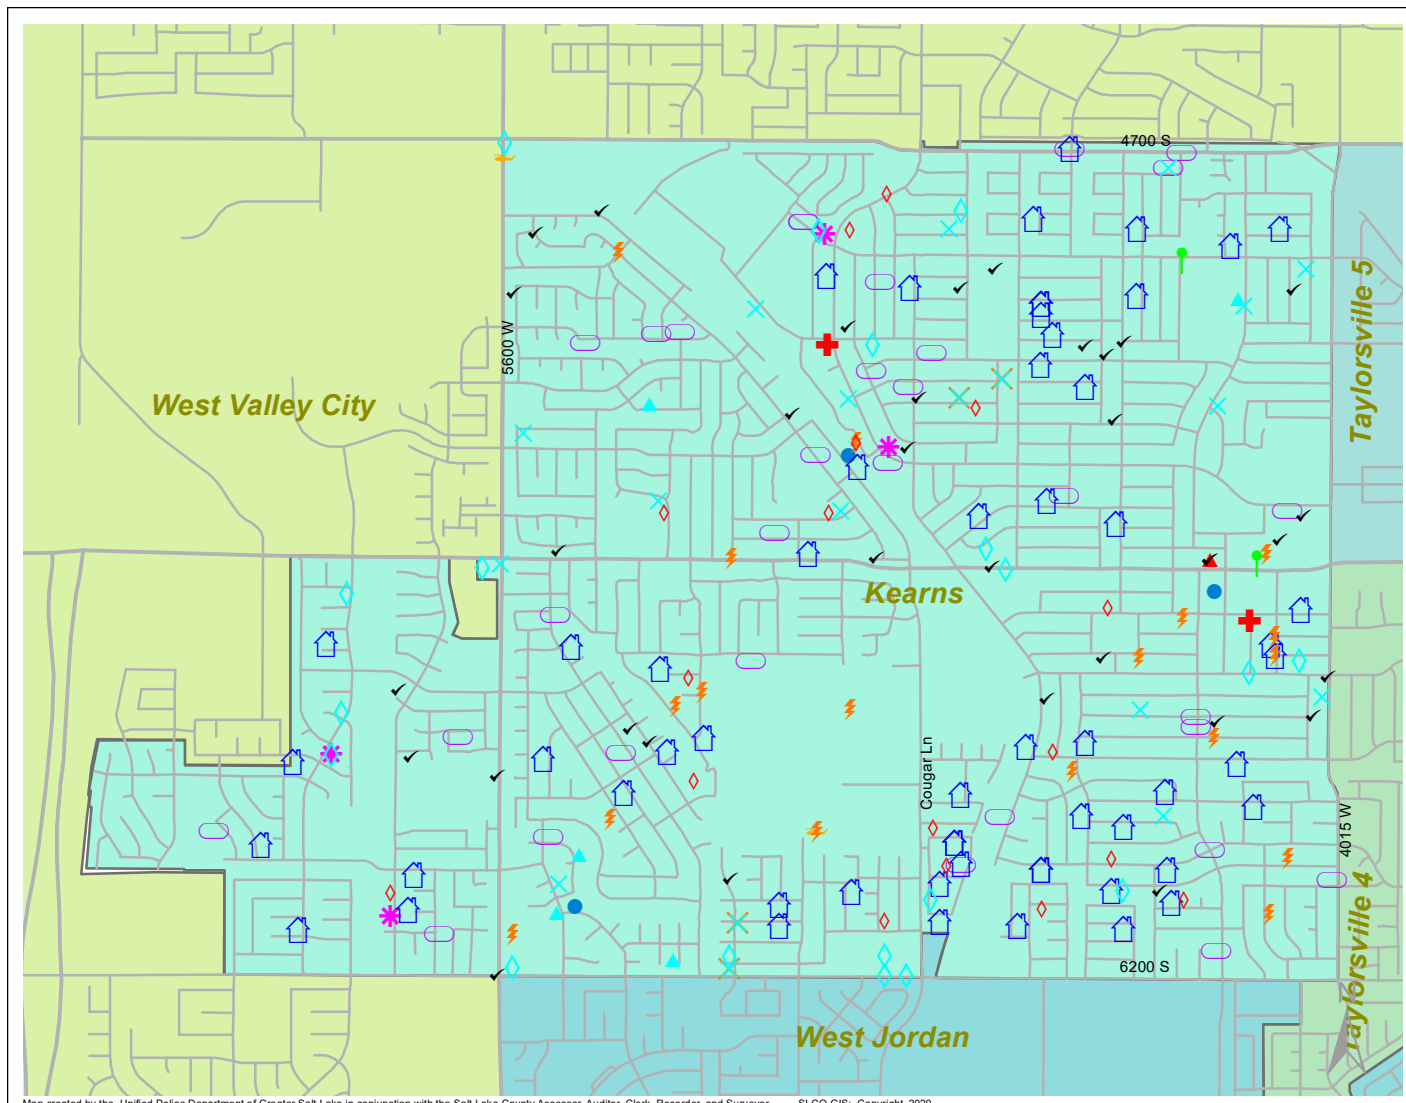 4700 S
Taylorsville 5
5600 W
West Valley City
Kearns
Cougar Ln
4015 W
Taylorsville 4
6200 S
West Jordan
Map created by the Unified Police Department of Greater Salt Lake in conjuntion with the Salt Lake County Assessor, Auditor, Clerk, Recorder, and Surveyor. SLCO GIS: Copyright 2020